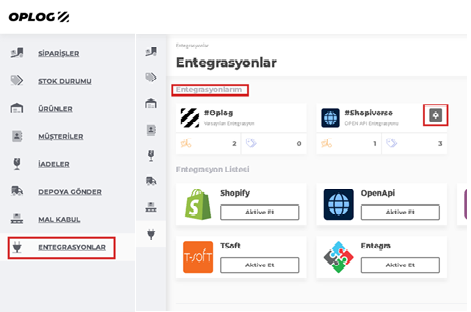 OPLOG
SİPARİŞLER
STOK DURUMU
ÜRÜNLER
MÜŞTERİLER
İADELER
DEPOYA GÖNDER
MAL KABUL
ENTEGRASYONLAR
Entegrasyonlar
Entegrasyonlar
Entegrasyonlarım
#Oplog
Varsayılan Entegrasyon
2
0
#Shopiverse
OPEN API Entegrasyonu
1
3
Entegrasyon Listesi
Shopify
Aktive Et
OpenApi
Aktive Et
T-SOFT
TSoft
Aktive Et
Entegra
Aktive Et